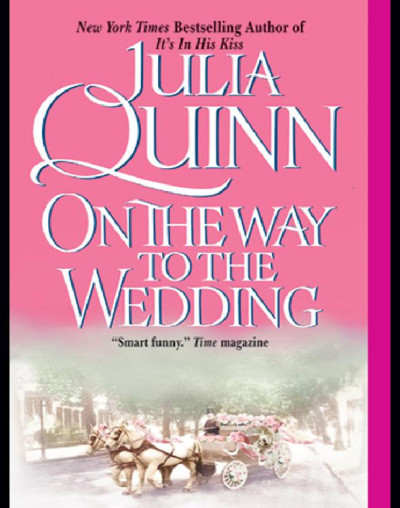 New York Times Bestselling Author of
It's In His Kiss
JULIA
QUINN
ON THE WAY
TO THE
WEDDING
“Smart funny.” Time magazine